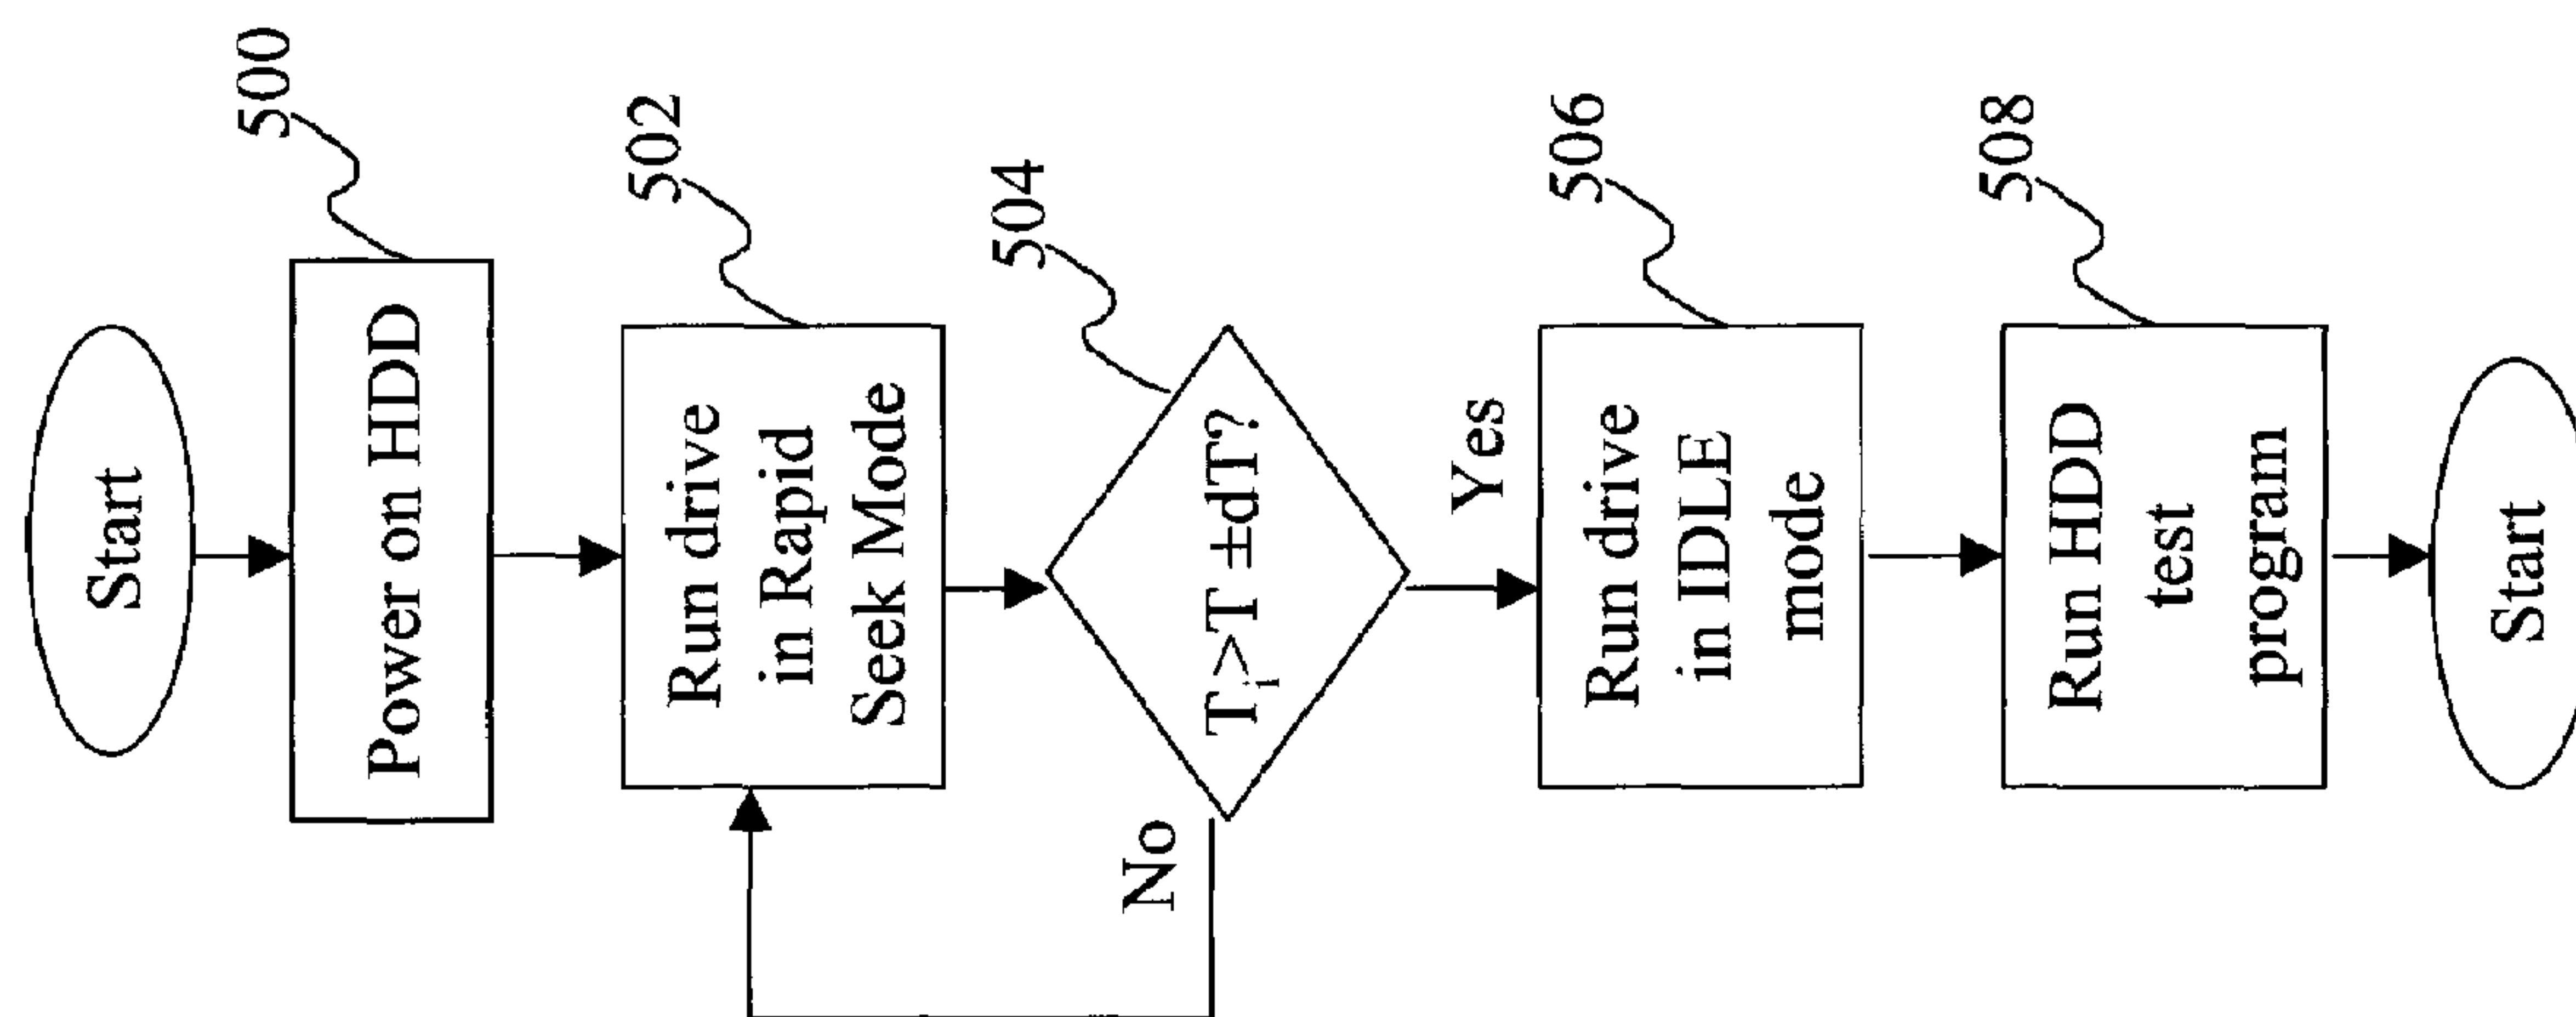 Start
500
Power on HDD
502
Run drive
in Rapid
Seek Mode
504
Tᵢ>T ±dT?
No
Yes
506
Run drive
in IDLE
mode
508
Run HDD
test
program
Start